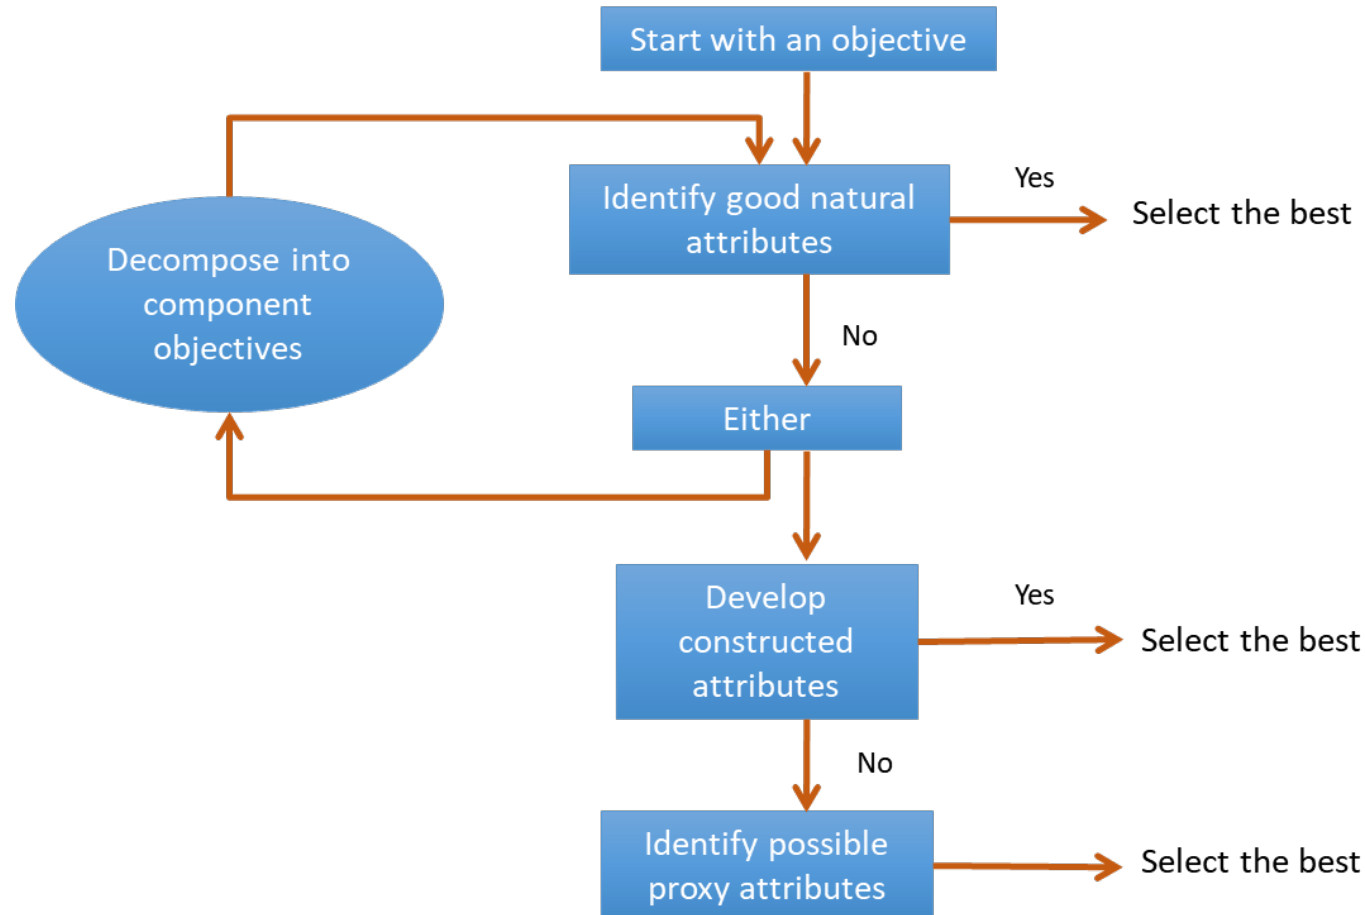 Start with an objective
Yes
Identify good natural
attributes
Select the best
Decompose into
component
objectives
No
Either
Develop
constructed
attributes
Yes
Select the best
No
Identify possible
proxy attributes
Select the best